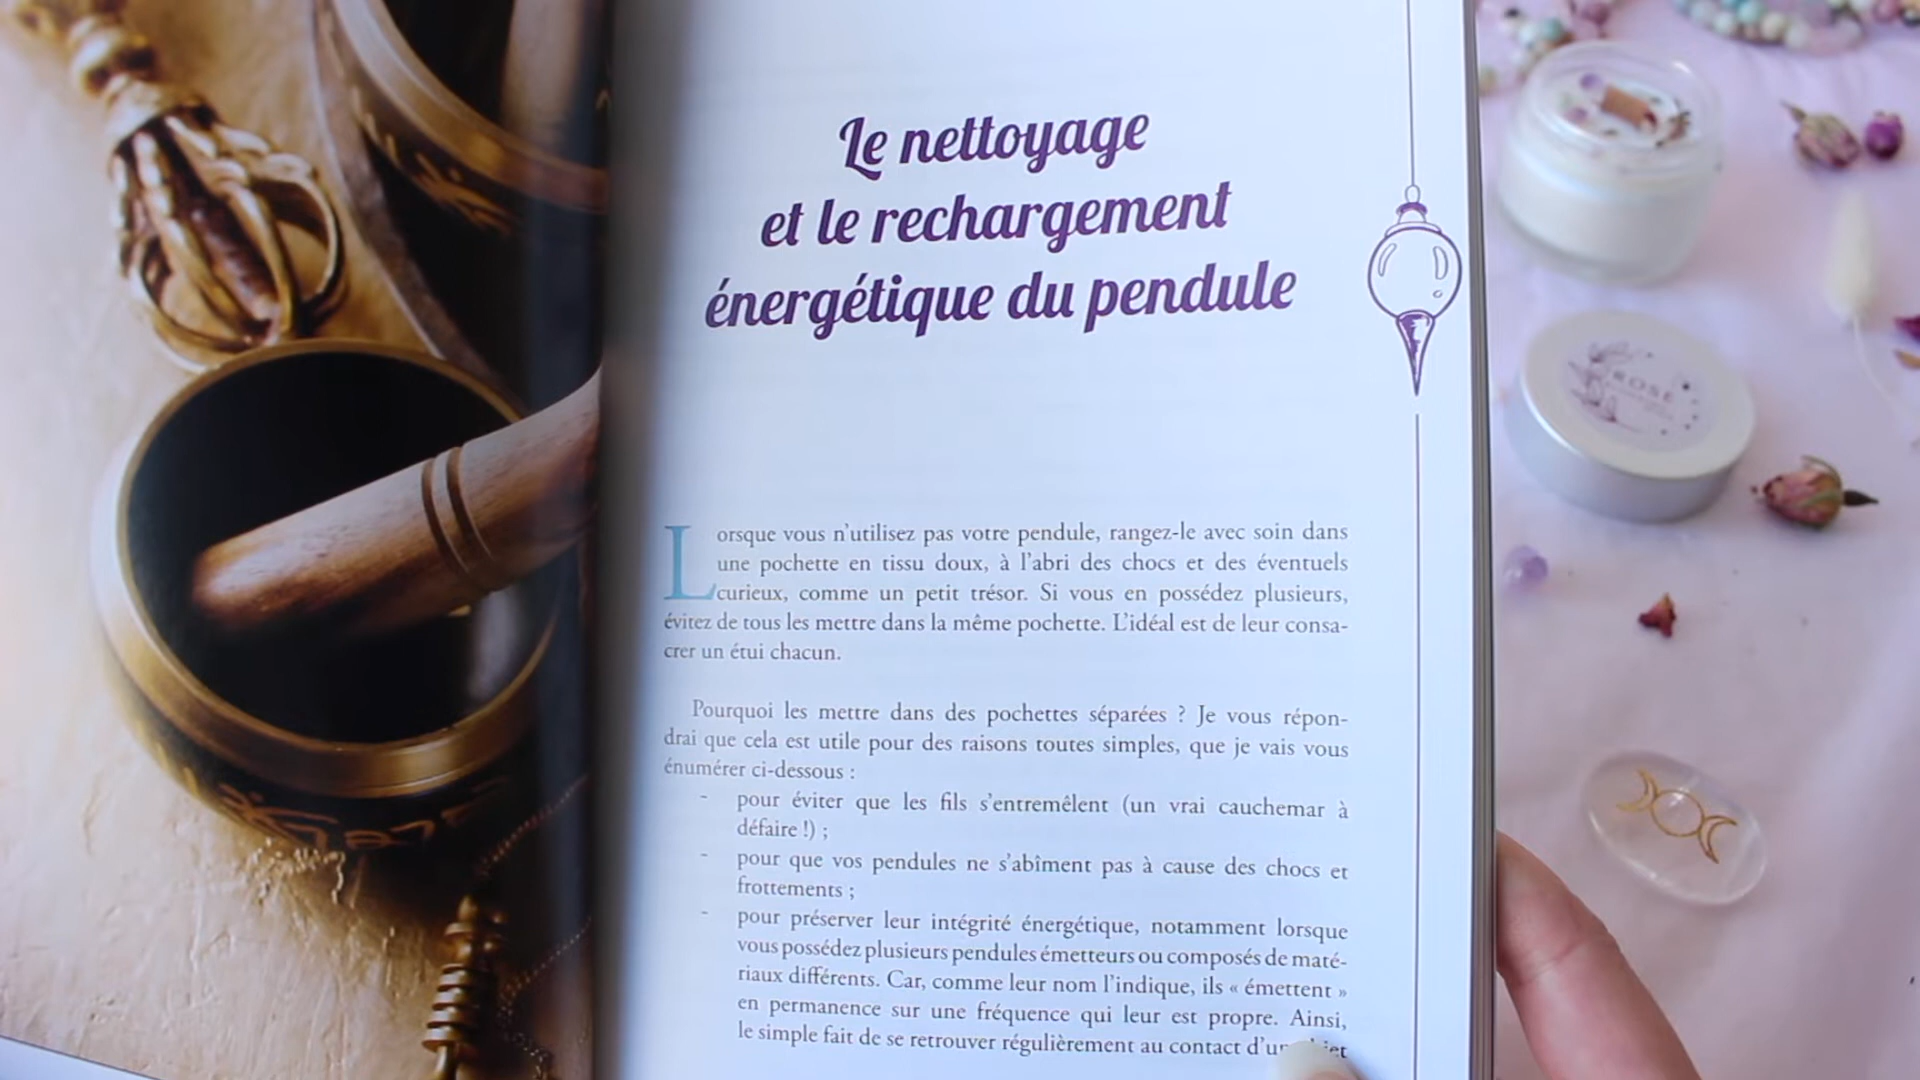 Le nettoyage
et le rechargement
énergétique du pendule
Lorsque vous n'utilisez pas votre pendule, rangez-le avec soin dans
une pochette en tissu doux, à l'abri des chocs et des éventuels
curieux, comme un petit trésor. Si vous en possédez plusieurs,
évitez de tous les mettre dans la même pochette. L'idéal est de leur consa-
crer un étui chacun.
Pourquoi les mettre dans des pochettes séparées ? Je vous répon-
drai que cela est utile pour des raisons toutes simples, que je vais vous
énumérer ci-dessous :
- pour éviter que les fils s'entremêlent (un vrai cauchemar à
défaire !) ;
- pour que vos pendules ne s'abîment pas à cause des chocs et
frottements ;
- pour préserver leur intégrité énergétique, notamment lorsque
vous possédez plusieurs pendules émetteurs ou composés de maté-
riaux différents. Car, comme leur nom l'indique, ils « émettent »
en permanence sur une fréquence qui leur est propre. Ainsi,
le simple fait de se retrouver régulièrement au contact
ROSE